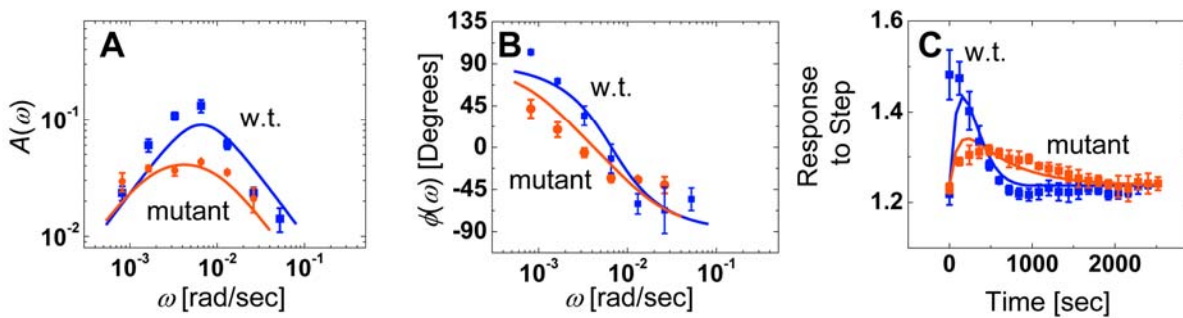 A
A(ω)
10⁻¹
10⁻²
w.t.
mutant
10⁻³ 10⁻² 10⁻¹
ω [rad/sec]
B
ϕ(ω) [Degrees]
135
90
45
0
-45
-90
w.t.
mutant
10⁻³ 10⁻² 10⁻¹
ω [rad/sec]
C
Response
to Step
1.6
1.4
1.2
w.t.
mutant
0 1000 2000
Time [sec]